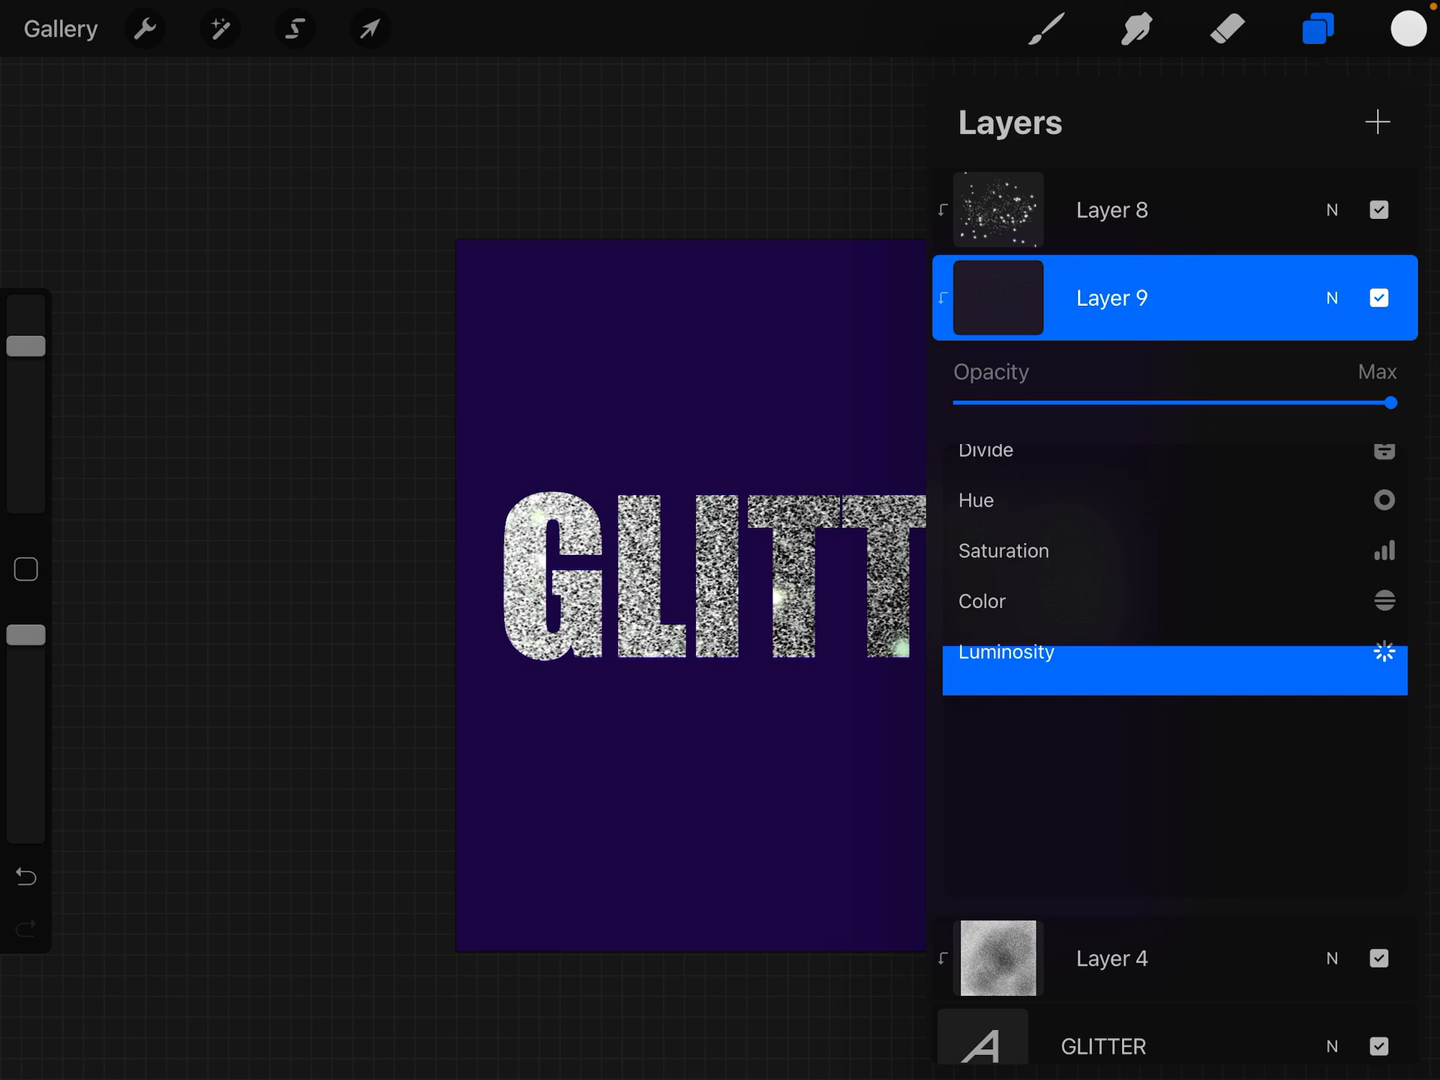 Gallery
Layers
Layer 8 N
Layer 9 N
Opacity Max
Divide
Hue
Saturation
GLITT
Color
Luminosity
Layer 4 N
A GLITTER N